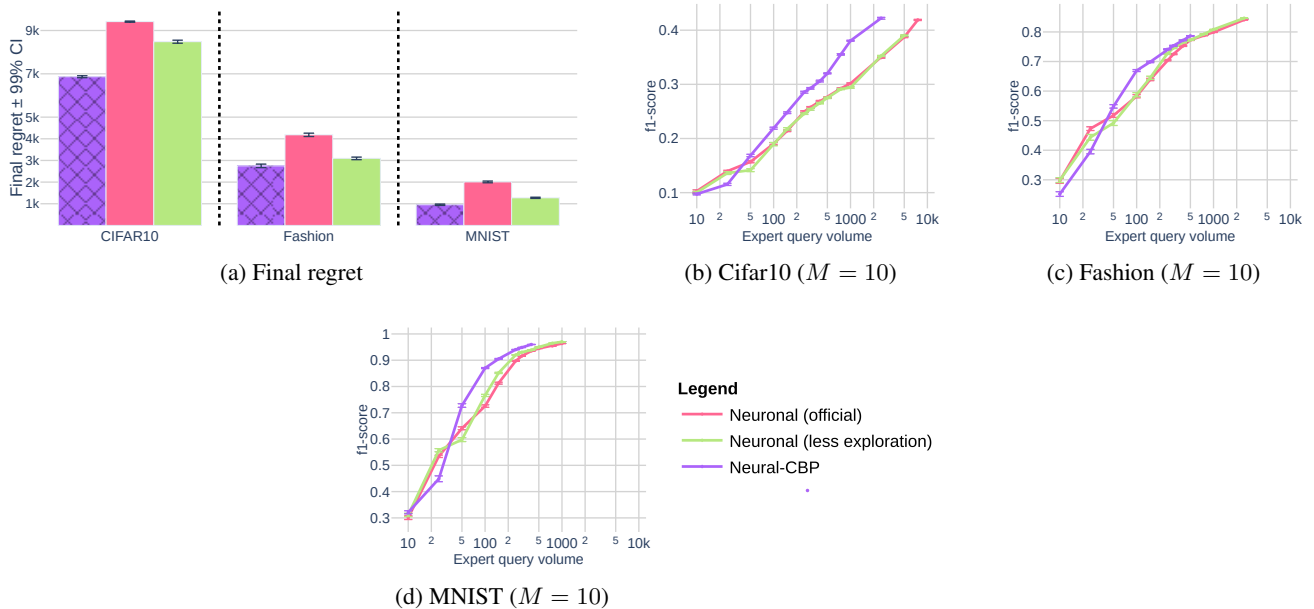 Final regret ± 99% CI
9k
7k
5k
4k
3k
2k
1k
CIFAR10
Fashion
MNIST
(a) Final regret
f1-score
0.4
0.3
0.2
0.1
10 2 5 100 2 5 1000 2 5 10k
Expert query volume
(b) Cifar10 (M = 10)
f1-score
0.8
0.7
0.6
0.5
0.4
0.3
10 2 5 100 2 5 1000 2 5 10k
Expert query volume
(c) Fashion (M = 10)
f1-score
1
0.9
0.8
0.7
0.6
0.5
0.4
0.3
10 2 5 100 2 5 1000 2 5 10k
Expert query volume
(d) MNIST (M = 10)
Legend
Neuronal (official)
Neuronal (less exploration)
Neural-CBP